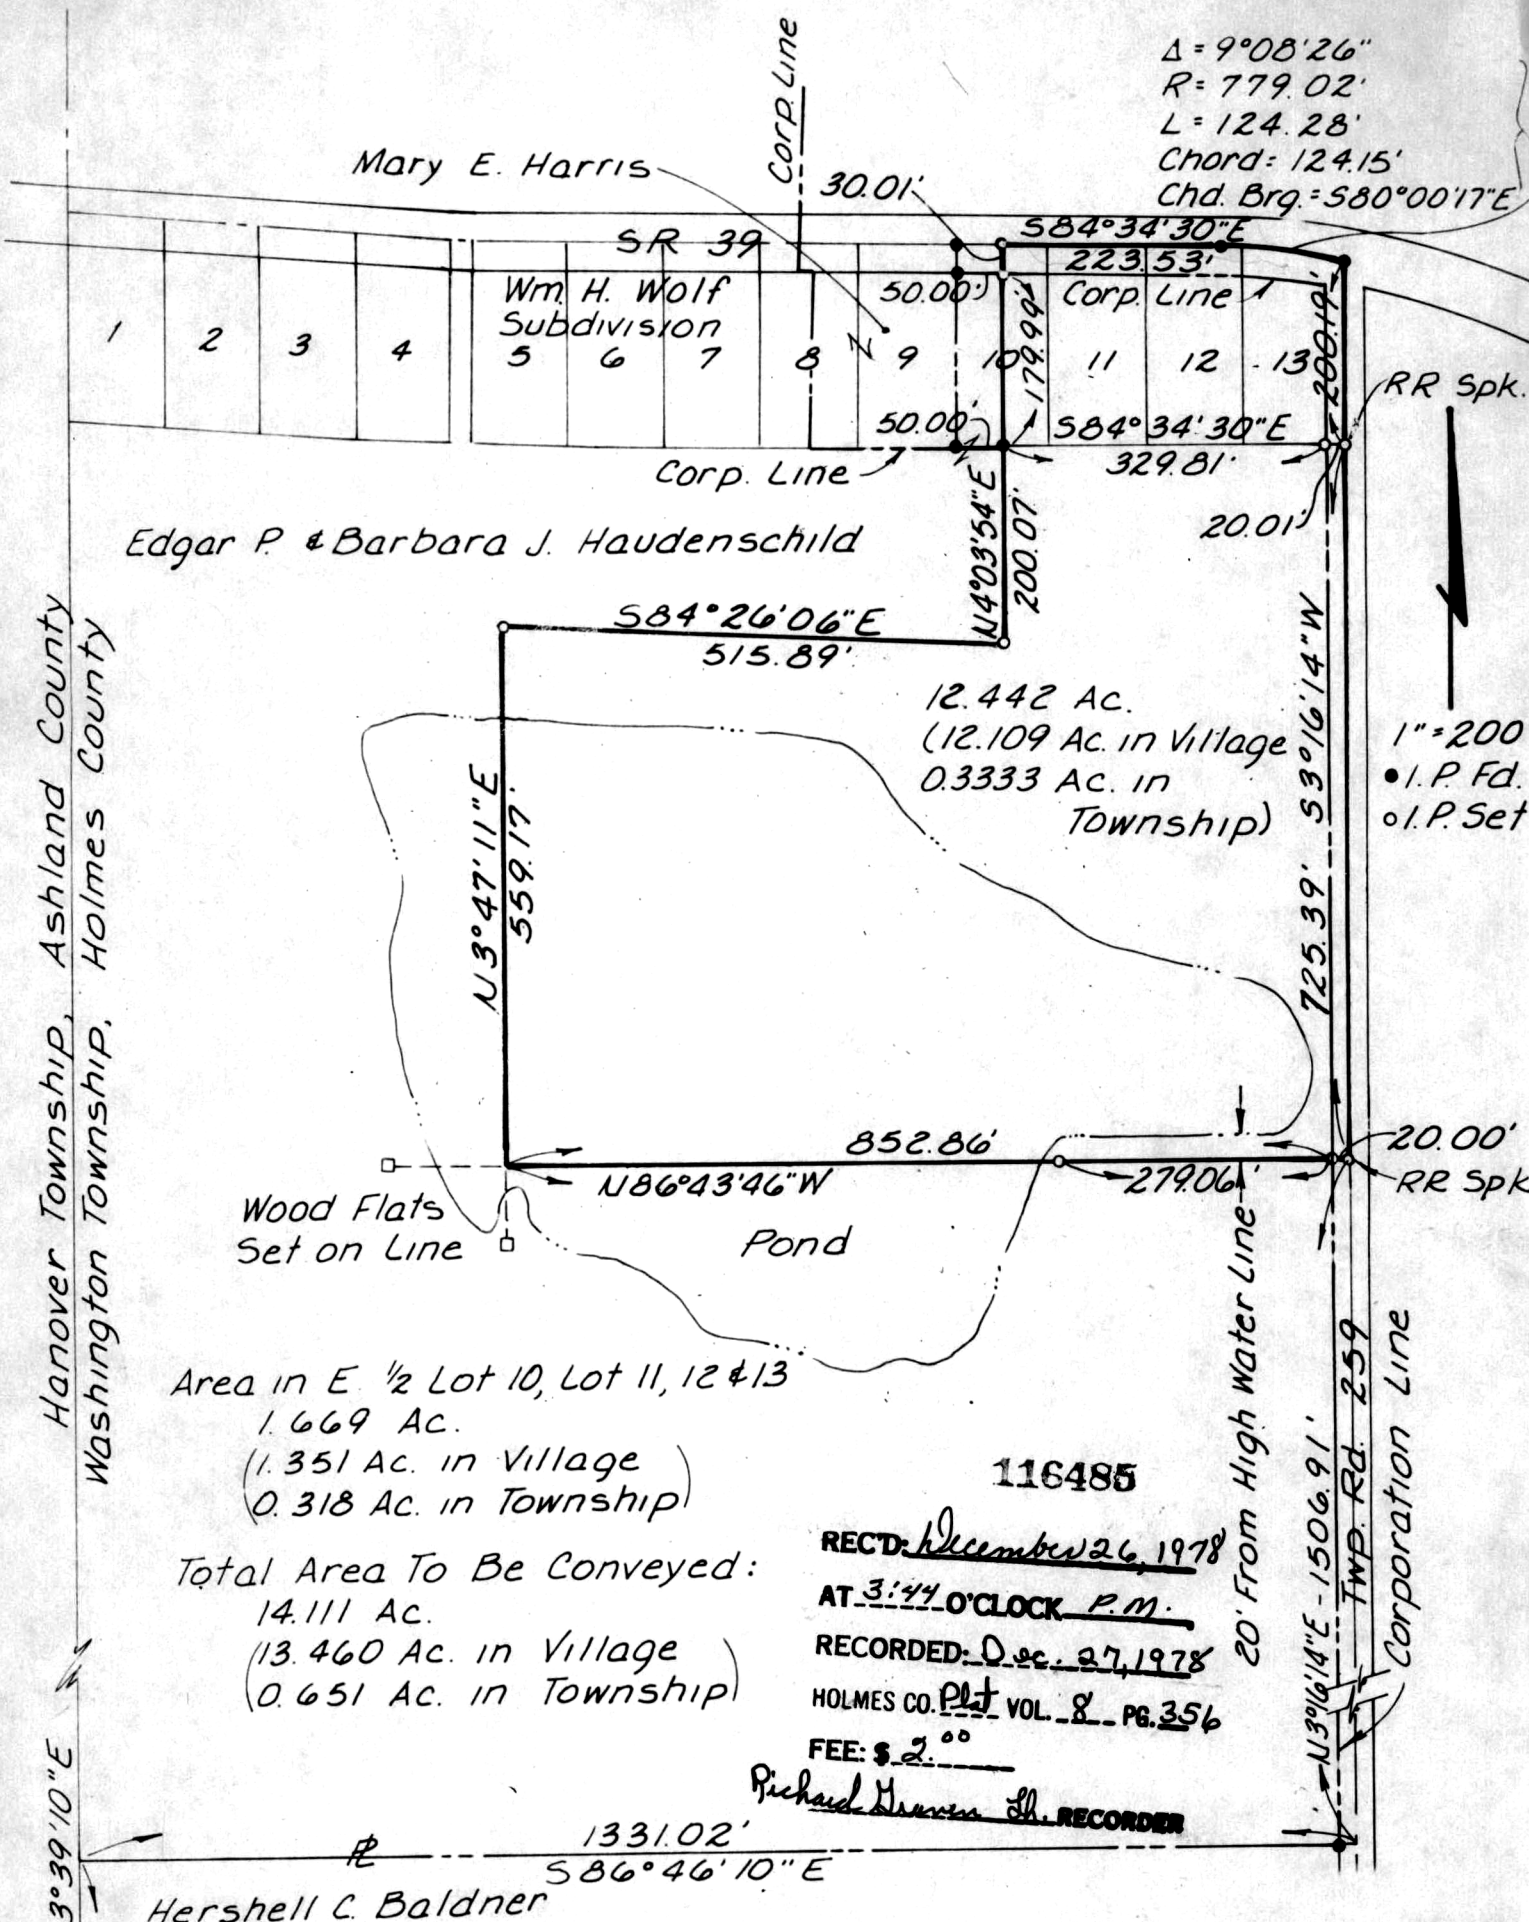 Δ = 9°08'26"
R = 779.02'
L = 124.28'
Chord = 124.15'
Chd. Brg. = S80°00'17"E
Corp. Line
Mary E. Harris
30.01'
S84°34'30"E
223.53'
SR 39
Wm. H. Wolf
Subdivision
50.00'
Corp. Line
179.99'
200.19'
1 2 3 4 5 6 7 8 9 10 11 12 13
RR Spk.
50.00'
S84°34'30"E
329.81'
Corp. Line
20.01'
Edgar P. & Barbara J. Haudenschild
N4°03'54"E
200.07'
S84°26'06"E
515.89'
12.442 Ac.
(12.109 Ac. in Village
0.3333 Ac. in
Township)
725.39' S3°16'14"W
1"=200
I.P. Fd.
I.P. Set
N3°47'11"E
559.17'
Hanover Township, Ashland County
Washington Township, Holmes County
852.86'
N86°43'46"W
279.06'
20.00'
RR Spk
Wood Flats
Set on Line
Pond
20' From High Water Line
N3°16'14"E - 1506.91'
Twp. Rd. 259
Corporation Line
Area in E 1/2 Lot 10, Lot 11, 12 & 13
1.669 Ac.
(1.351 Ac. in Village)
(0.318 Ac. in Township)
Total Area To Be Conveyed:
14.111 Ac.
(13.460 Ac. in Village)
(0.651 Ac. in Township)
116485
REC'D: December 26, 1978
AT 3:44 O'CLOCK P.M.
RECORDED: Dec. 27, 1978
HOLMES CO. Plat VOL. 8 PG. 356
FEE: $ 2.00
Richard Graven RECORDER
3°39'10"E
1331.02'
S86°46'10"E
Hershell C. Baldner